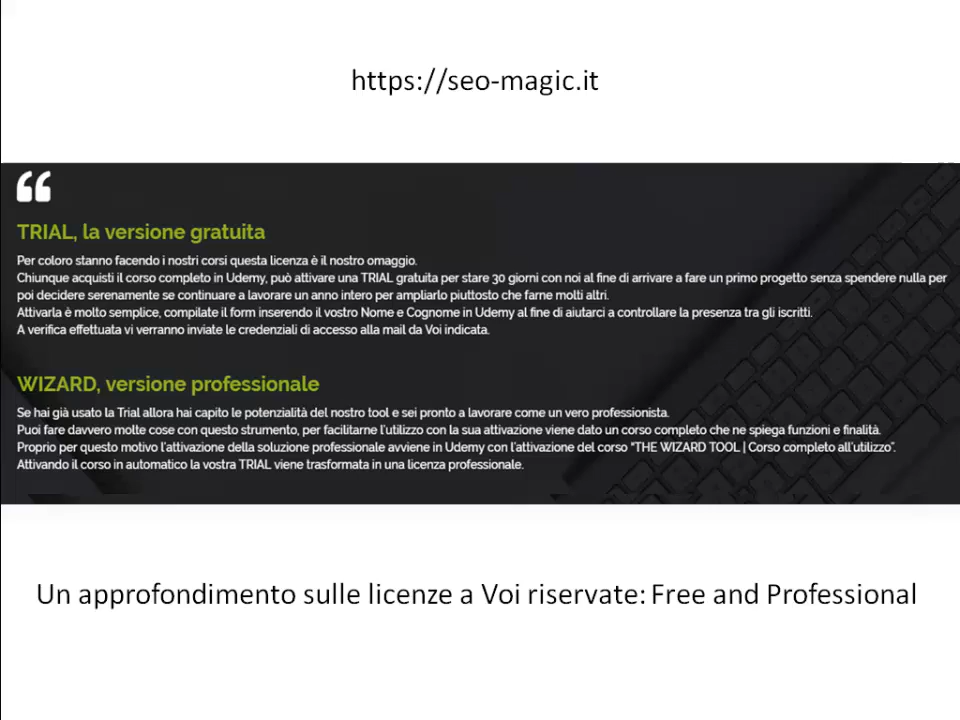 https://seo-magic.it
“
TRIAL, la versione gratuita
Per coloro stanno facendo i nostri corsi questa licenza è il nostro omaggio.
Chiunque acquisti il corso completo in Udemy, può attivare una TRIAL gratuita per stare 30 giorni con noi al fine di arrivare a fare un primo progetto senza spendere nulla per
poi decidere serenamente se continuare a lavorare un anno intero per ampliarlo piuttosto che farne molti altri.
Attivarla è molto semplice, compilate il form inserendo il vostro Nome e Cognome in Udemy al fine di aiutarci a controllare la presenza tra gli iscritti.
A verifica effettuata vi verranno inviate le credenziali di accesso alla mail da Voi indicata.
WIZARD, versione professionale
Se hai già usato la Trial allora hai capito le potenzialità del nostro tool e sei pronto a lavorare come un vero professionista.
Puoi fare davvero molte cose con questo strumento, per facilitarne l'utilizzo con la sua attivazione viene dato un corso completo che ne spiega funzioni e finalità.
Proprio per questo motivo l'attivazione della soluzione professionale avviene in Udemy con l'attivazione del corso “THE WIZARD TOOL | Corso completo all'utilizzo”.
Attivando il corso in automatico la vostra TRIAL viene trasformata in una licenza professionale.
Un approfondimento sulle licenze a Voi riservate: Free and Professional